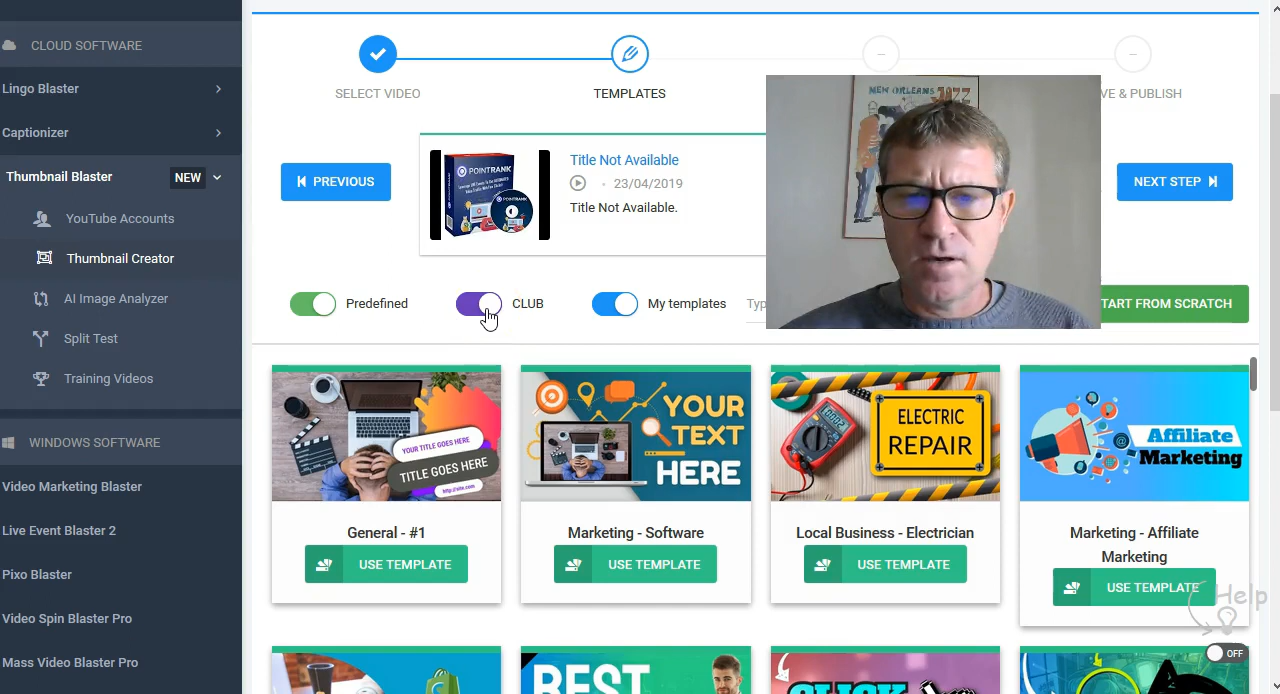 CLOUD SOFTWARE
Lingo Blaster
Captionizer
Thumbnail Blaster NEW
YouTube Accounts
Thumbnail Creator
AI Image Analyzer
Split Test
Training Videos
WINDOWS SOFTWARE
Video Marketing Blaster
Live Event Blaster 2
Pixo Blaster
Video Spin Blaster Pro
Mass Video Blaster Pro
SELECT VIDEO
TEMPLATES
VE & PUBLISH
PREVIOUS
POINTRANK
Title Not Available
23/04/2019
Title Not Available.
NEW ORLEANS JAZZ
NEXT STEP
Predefined
CLUB
My templates
Typ
TART FROM SCRATCH
YOUR TITLE GOES HERE
TITLE GOES HERE
http://site.com
General - #1
USE TEMPLATE
YOUR
TEXT
HERE
Marketing - Software
USE TEMPLATE
ELECTRIC
REPAIR
Local Business - Electrician
USE TEMPLATE
Affiliate
Marketing
Marketing - Affiliate
Marketing
USE TEMPLATE
Help
OFF
BEST
CLICK